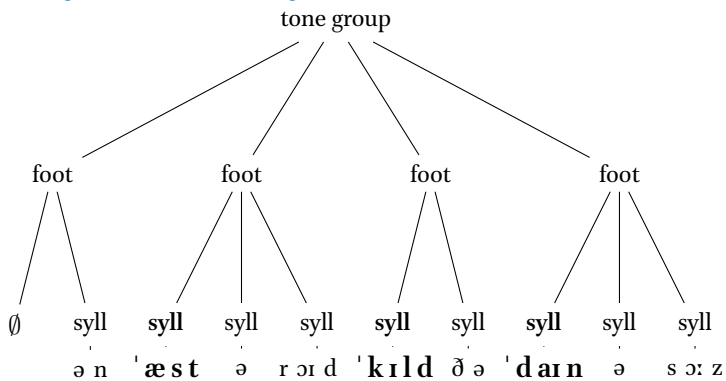 tone group
foot foot foot foot
∅ syll syll syll syll syll syll syll syll syll
ə n ˈæ s t ə r ɔɪ d ˈk ɪ l d ð ə ˈd aɪ n ə s ɔː z